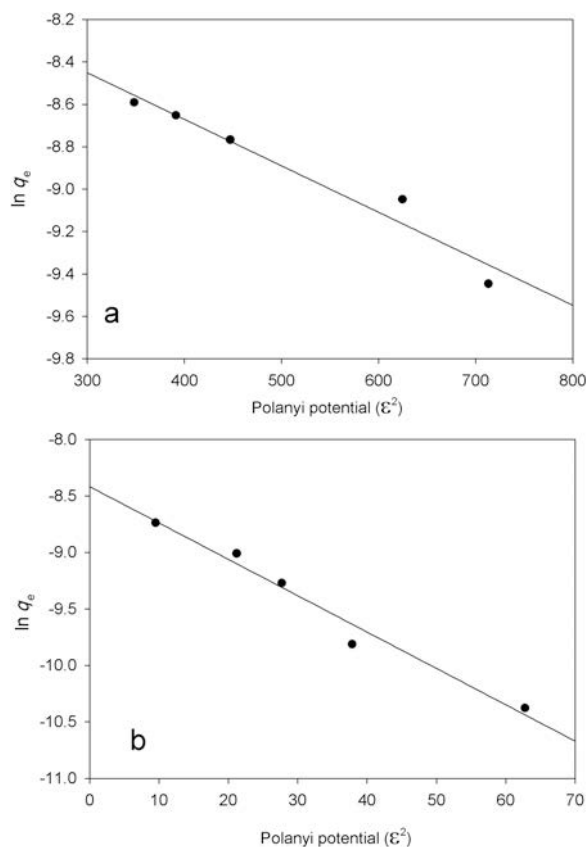 -8.2
-8.4
-8.6
-8.8
-9.0
-9.2
-9.4
-9.6
-9.8
ln qₑ
a
300 400 500 600 700 800
Polanyi potential (ε²)
-8.0
-8.5
-9.0
-9.5
-10.0
-10.5
-11.0
ln qₑ
b
0 10 20 30 40 50 60 70
Polanyi potential (ε²)